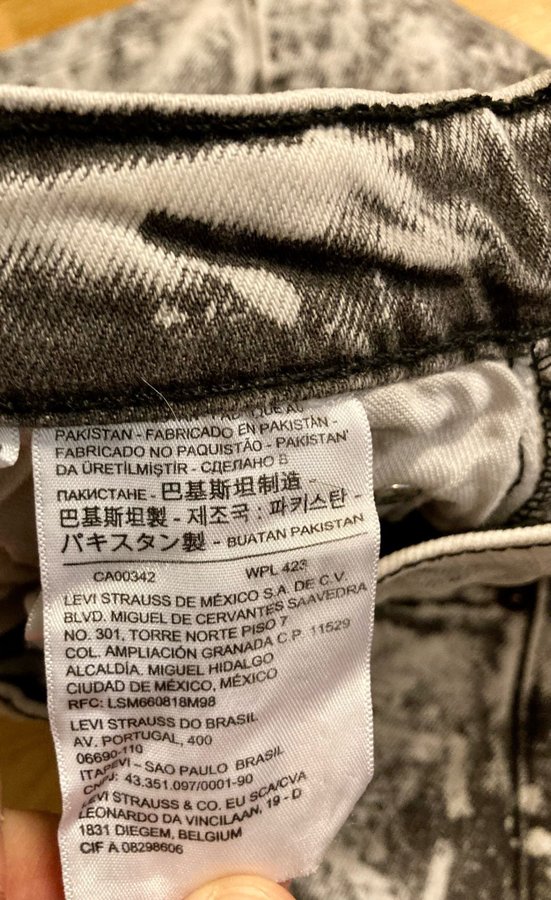 PAKISTAN - FABRICADO EN PAKISTÁN -
FABRICADO NO PAQUISTÃO - PAKISTAN'
DA ÜRETİLMİŞTİR - СДЕЛАНО В
ПАКИСТАНЕ - 巴基斯坦制造 -
巴基斯坦製 - 제조국 : 파키스탄 -
パキスタン製 - BUATAN PAKISTAN
CA00342 WPL 423
LEVI STRAUSS DE MÉXICO S.A. DE C.V.
BLVD. MIGUEL DE CERVANTES SAAVEDRA
NO. 301, TORRE NORTE PISO 7
COL. AMPLIACIÓN GRANADA C.P. 11529
ALCALDÍA. MIGUEL HIDALGO
CIUDAD DE MÉXICO, MÉXICO
RFC: LSM660818M98
LEVI STRAUSS DO BRASIL
AV. PORTUGAL, 400
06690-110
ITAPEVI – SAO PAULO BRASIL
CNPJ: 43.351.097/0001-90
LEVI STRAUSS & CO. EU SCA/CVA
LEONARDO DA VINCILAAN, 19 - D
1831 DIEGEM, BELGIUM
CIF A 08298606